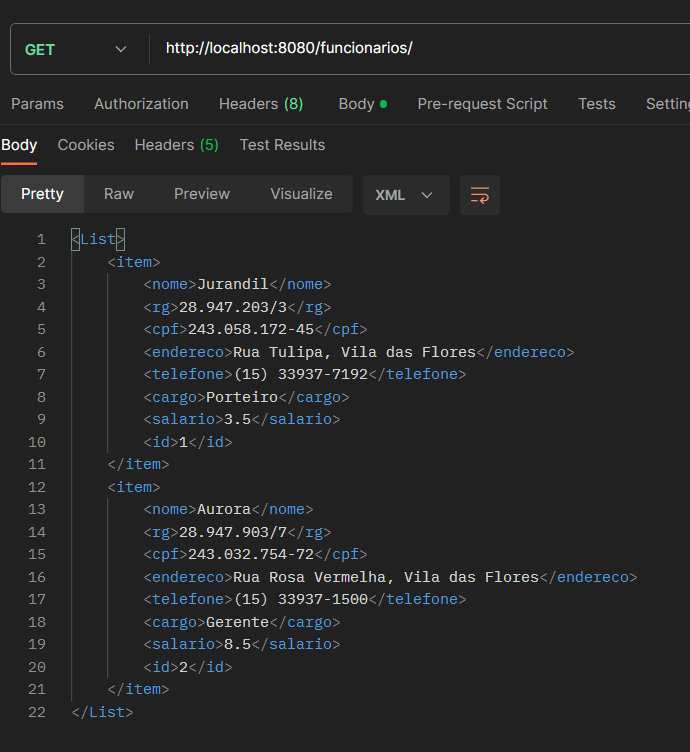 GET http://localhost:8080/funcionarios/
Params Authorization Headers (8) Body Pre-request Script Tests
Body Cookies Headers (5) Test Results
Pretty Raw Preview Visualize XML
1 <List>
2 <item>
3 <nome>Jurandil</nome>
4 <rg>28.947.203/3</rg>
5 <cpf>243.058.172-45</cpf>
6 <endereco>Rua Tulipa, Vila das Flores</endereco>
7 <telefone>(15) 33937-7192</telefone>
8 <cargo>Porteiro</cargo>
9 <salario>3.5</salario>
10 <id>1</id>
11 </item>
12 <item>
13 <nome>Aurora</nome>
14 <rg>28.947.903/7</rg>
15 <cpf>243.032.754-72</cpf>
16 <endereco>Rua Rosa Vermelha, Vila das Flores</endereco>
17 <telefone>(15) 33937-1500</telefone>
18 <cargo>Gerente</cargo>
19 <salario>8.5</salario>
20 <id>2</id>
21 </item>
22 </List>